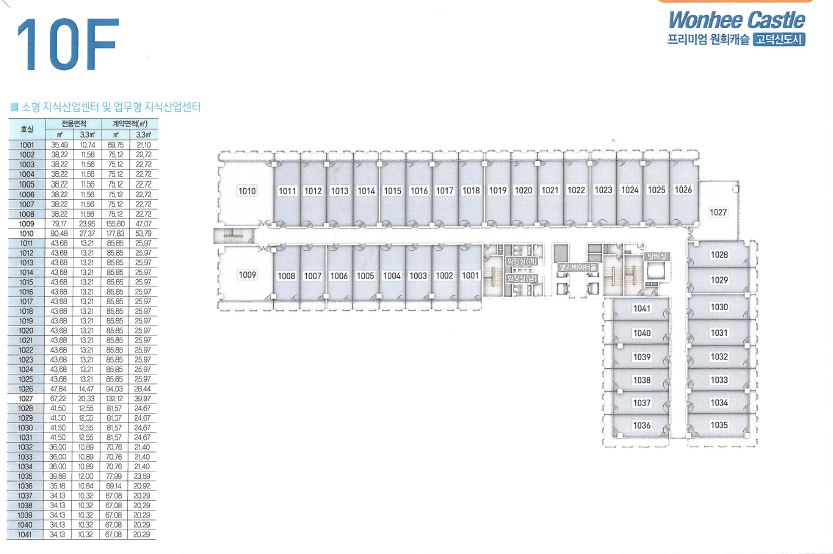 10F
Wonhee Castle
프리미엄 원희캐슬 고덕신도시
소형 지식산업센터 및 업무형 지식산업센터
호실 전용면적 계약면적(㎡)
㎡ 3.3㎡ ㎡ 3.3㎡
1001 35.49 10.74 69.75 21.10
1002 38.22 11.56 75.12 22.72
1003 38.22 11.56 75.12 22.72
1004 38.22 11.56 75.12 22.72
1005 38.22 11.56 75.12 22.72
1006 38.22 11.56 75.12 22.72
1007 38.22 11.56 75.12 22.72
1008 38.22 11.56 75.12 22.72
1009 79.17 23.95 155.60 47.07
1010 90.48 27.37 177.83 53.79
1011 43.68 13.21 85.85 25.97
1012 43.68 13.21 85.85 25.97
1013 43.68 13.21 85.85 25.97
1014 43.68 13.21 85.85 25.97
1015 43.68 13.21 85.85 25.97
1016 43.68 13.21 85.85 25.97
1017 43.68 13.21 85.85 25.97
1018 43.68 13.21 85.85 25.97
1019 43.68 13.21 85.85 25.97
1020 43.68 13.21 85.85 25.97
1021 43.68 13.21 85.85 25.97
1022 43.68 13.21 85.85 25.97
1023 43.68 13.21 85.85 25.97
1024 43.68 13.21 85.85 25.97
1025 43.68 13.21 85.85 25.97
1026 47.84 14.47 94.03 28.44
1027 67.22 20.33 132.12 39.97
1028 41.50 12.55 81.57 24.67
1029 41.50 12.55 81.57 24.67
1030 41.50 12.55 81.57 24.67
1031 41.50 12.55 81.57 24.67
1032 36.00 10.89 70.76 21.40
1033 36.00 10.89 70.76 21.40
1034 36.00 10.89 70.76 21.40
1035 39.68 12.00 77.99 23.59
1036 35.18 10.64 69.14 20.92
1037 34.13 10.32 67.08 20.29
1038 34.13 10.32 67.08 20.29
1039 34.13 10.32 67.08 20.29
1040 34.13 10.32 67.08 20.29
1041 34.13 10.32 67.08 20.29
1010 1011 1012 1013 1014 1015 1016 1017 1018 1019 1020 1021 1022 1023 1024 1025 1026
1027
1009 1008 1007 1006 1005 1004 1003 1002 1001
화장실(여)
화장실(남)
엘리베이터홀
1028
1029
1041 1030
1040 1031
1039 1032
1038 1033
1037 1034
1036 1035